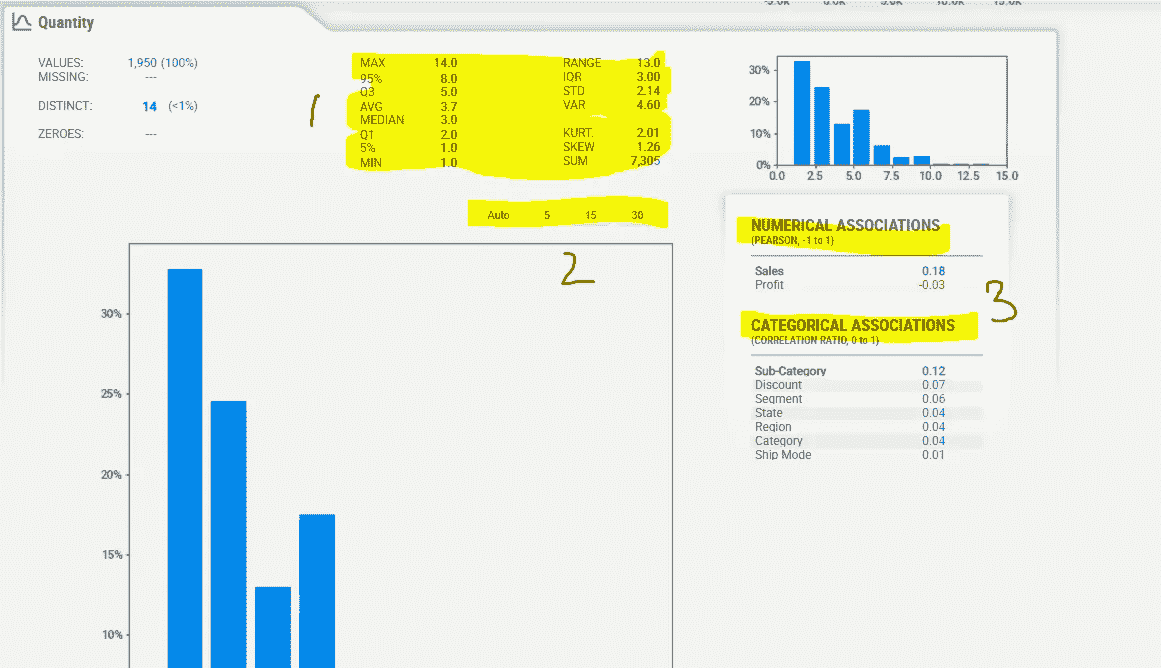 Quantity
VALUES: 1,950 (100%)
MISSING: ---
DISTINCT: 14 (<1%)
ZEROES: ---
1
MAX 14.0
95% 8.0
Q3 5.0
AVG 3.7
MEDIAN 3.0
Q1 2.0
5% 1.0
MIN 1.0
RANGE 13.0
IQR 3.00
STD 2.14
VAR 4.60
KURT. 2.01
SKEW 1.26
SUM 7,305
30%
20%
10%
0%
0.0 2.5 5.0 7.5 10.0 12.5 15.0
Auto 5 15 30
2
30%
25%
20%
15%
10%
NUMERICAL ASSOCIATIONS
(PEARSON, -1 to 1)
Sales 0.18
Profit -0.03
3
CATEGORICAL ASSOCIATIONS
(CORRELATION RATIO, 0 to 1)
Sub-Category 0.12
Discount 0.07
Segment 0.06
State 0.04
Region 0.04
Category 0.04
Ship Mode 0.01